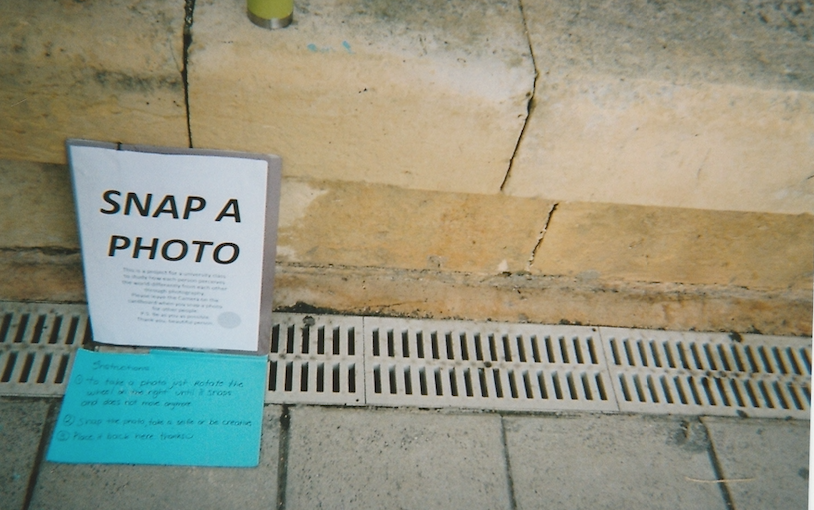 SNAP A
PHOTO
This is a project for a university class
to study how each person perceives
the world differently from each other
through photography.
Please leave the Camera on the
cardboard when you snap a photo
for other people.
P.S. Be as you as possible.
Thank you, beautiful person.
Instructions:
① To take a photo just rotate the
wheel on the right until it snaps
and does not move anymore
② Snap the photo, take a selfie or be creative
③ Place it back here thanks